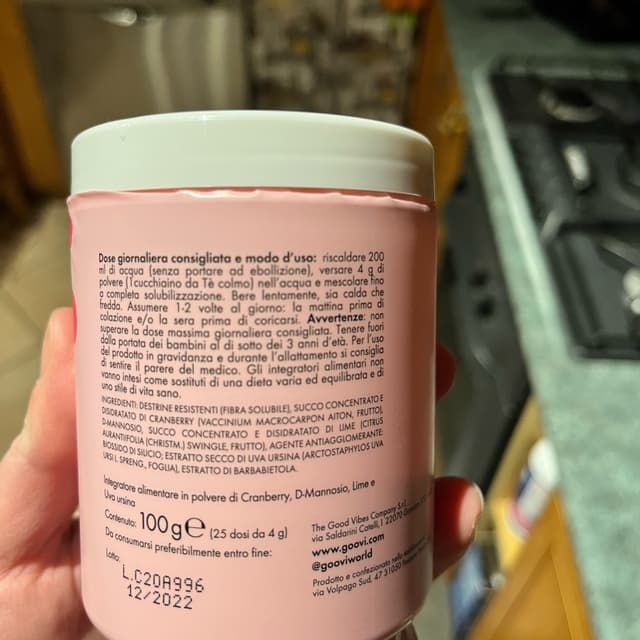 Dose giornaliera consigliata e modo d'uso: riscaldare 200
ml di acqua (senza portare ad ebollizione), versare 4 g di
polvere (1cucchiaino da Tè colmo) nell'acqua e mescolare fino
a completa solubilizzazione. Bere lentamente, sia calda che
fredda. Assumere 1-2 volte al giorno: la mattina prima di
colazione e/o la sera prima di coricarsi. Avvertenze: non
superare la dose massima giornaliera consigliata. Tenere fuori
dalla portata dei bambini al di sotto dei 3 anni d'età. Per l'uso
del prodotto in gravidanza e durante l'allattamento si consiglia
di sentire il parere del medico. Gli integratori alimentari non
vanno intesi come sostituti di una dieta varia ed equilibrata e di
uno stile di vita sano.
INGREDIENTI: DESTRINE RESISTENTI (FIBRA SOLUBILE), SUCCO CONCENTRATO E
DISIDRATO DI CRANBERRY (VACCINIUM MACROCARPON AITON, FRUTTO),
D-MANNOSIO, SUCCO CONCENTRATO E DISIDRATO DI LIME (CITRUS
AURANTIFOLIA (CHRISTM.) SWINGLE, FRUTTO), AGENTE ANTIAGGLOMERANTE:
BIOSSIDO DI SILICIO; ESTRATTO SECCO DI UVA URSINA (ARCTOSTAPHYLOS UVA
URSI L. SPRENG., FOGLIA), ESTRATTO DI BARBABIETOLA.
Integratore alimentare in polvere di Cranberry, D-Mannosio, Lime e
Uva ursina
Contenuto: 100g e (25 dosi da 4 g)
Da consumarsi preferibilmente entro fine:
Lotto:
L.C20A996
12/2022
The Good Vibes Company S.r.l.
via Saldarini Catelli, 1 22070
www.goovi.com
@gooviworld
Prodotto e confezionato nello
via Volpago Sud, 47 31050